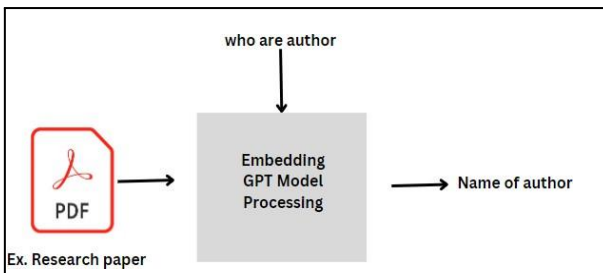 who are author
Embedding
GPT Model
Processing
Name of author
PDF
Ex. Research paper